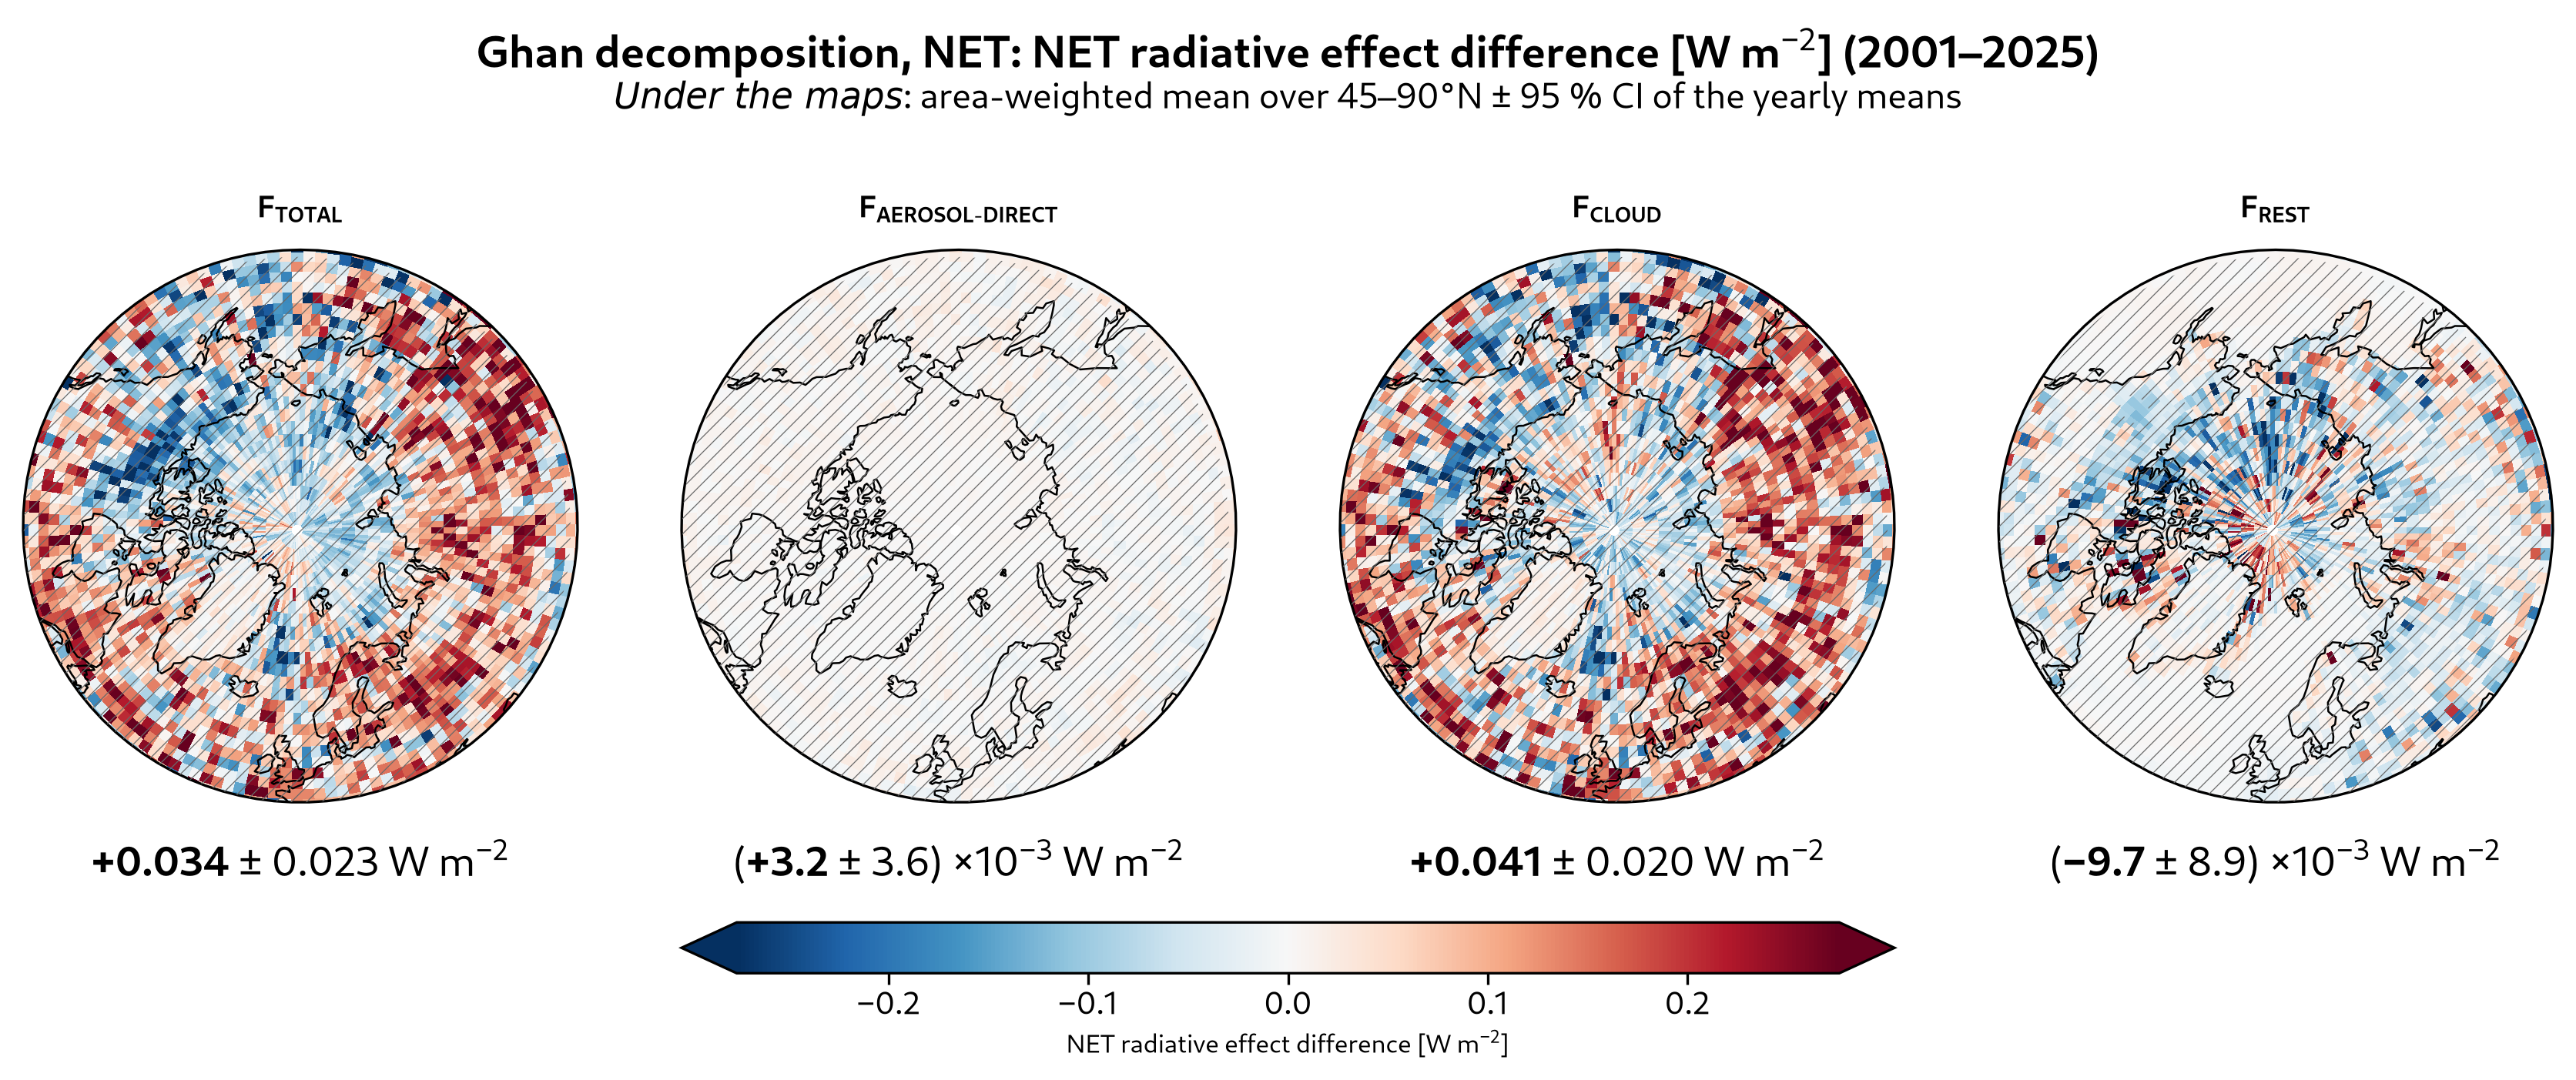 Ghan decomposition, NET: NET radiative effect difference [W m⁻²] (2001–2025)
Under the maps: area-weighted mean over 45–90°N ± 95 % CI of the yearly means
F_TOTAL
F_AEROSOL-DIRECT
F_CLOUD
F_REST
+0.034 ± 0.023 W m⁻²
(+3.2 ± 3.6) ×10⁻³ W m⁻²
+0.041 ± 0.020 W m⁻²
(−9.7 ± 8.9) ×10⁻³ W m⁻²
−0.2
−0.1
0.0
0.1
0.2
NET radiative effect difference [W m⁻²]